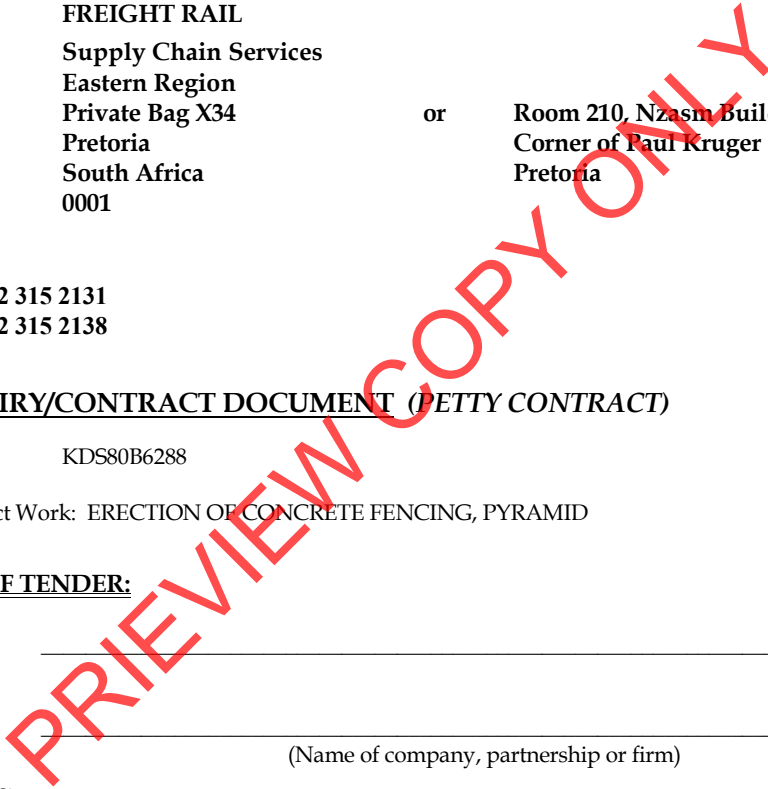 FREIGHT RAIL
Supply Chain Services
Eastern Region
Private Bag X34 or Room 210, Nzasm Buil
Pretoria Corner of Paul Kruger
South Africa Pretoria
0001
2 315 2131
2 315 2138
IRY/CONTRACT DOCUMENT (PETTY CONTRACT)
KDS80B6288
ct Work: ERECTION OF CONCRETE FENCING, PYRAMID
F TENDER:
(Name of company, partnership or firm)
PRIEVIEW COPY ONLY